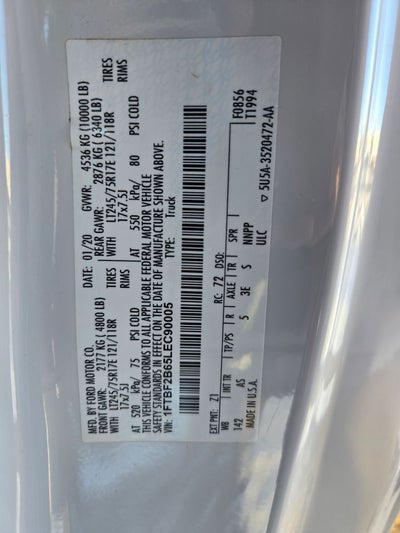 MFD. BY FORD MOTOR CO.
DATE: 01/20 GVWR: 4536 KG (10000 LB)
FRONT GAWR: 2177 KG ( 4800 LB) REAR GAWR: 2876 KG ( 6340 LB)
WITH LT245/75R17E 121/118R TIRES WITH LT245/75R17E 121/118R TIRES
17x7.5J RIMS 17x7.5J RIMS
AT 520 kPa/ 75 PSI COLD AT 550 kPa/ 80 PSI COLD
THIS VEHICLE CONFORMS TO ALL APPLICABLE FEDERAL MOTOR VEHICLE
SAFETY STANDARDS IN EFFECT ON THE DATE OF MANUFACTURE SHOWN ABOVE.
VIN: 1FTBF2B65LEC90005
TYPE: Truck
F0856
T1994
EXT PNT: Z1 RC: 72 DSO:
WB INT TR TP/PS R AXLE TR SPR
142 AS 5 3E S NNPP
MADE IN U.S.A. ULC
▽ 5U5A-3520472-AA